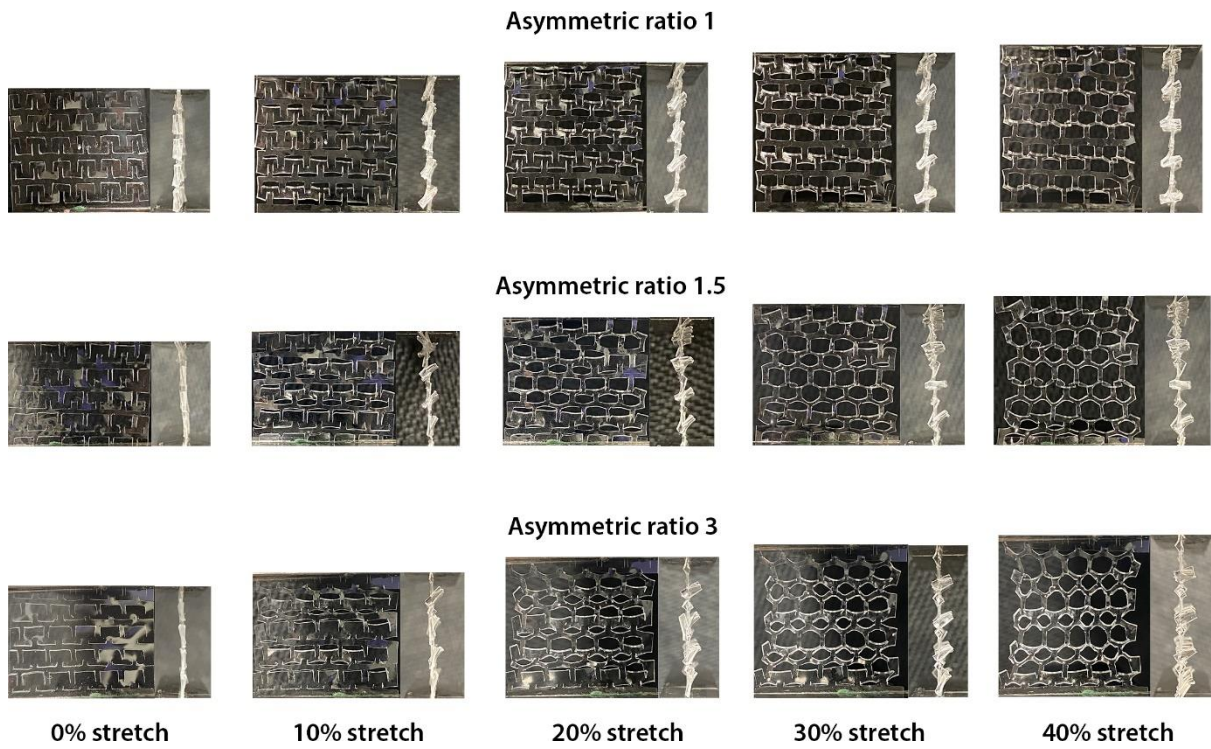 Asymmetric ratio 1
Asymmetric ratio 1.5
Asymmetric ratio 3
0% stretch
10% stretch
20% stretch
30% stretch
40% stretch